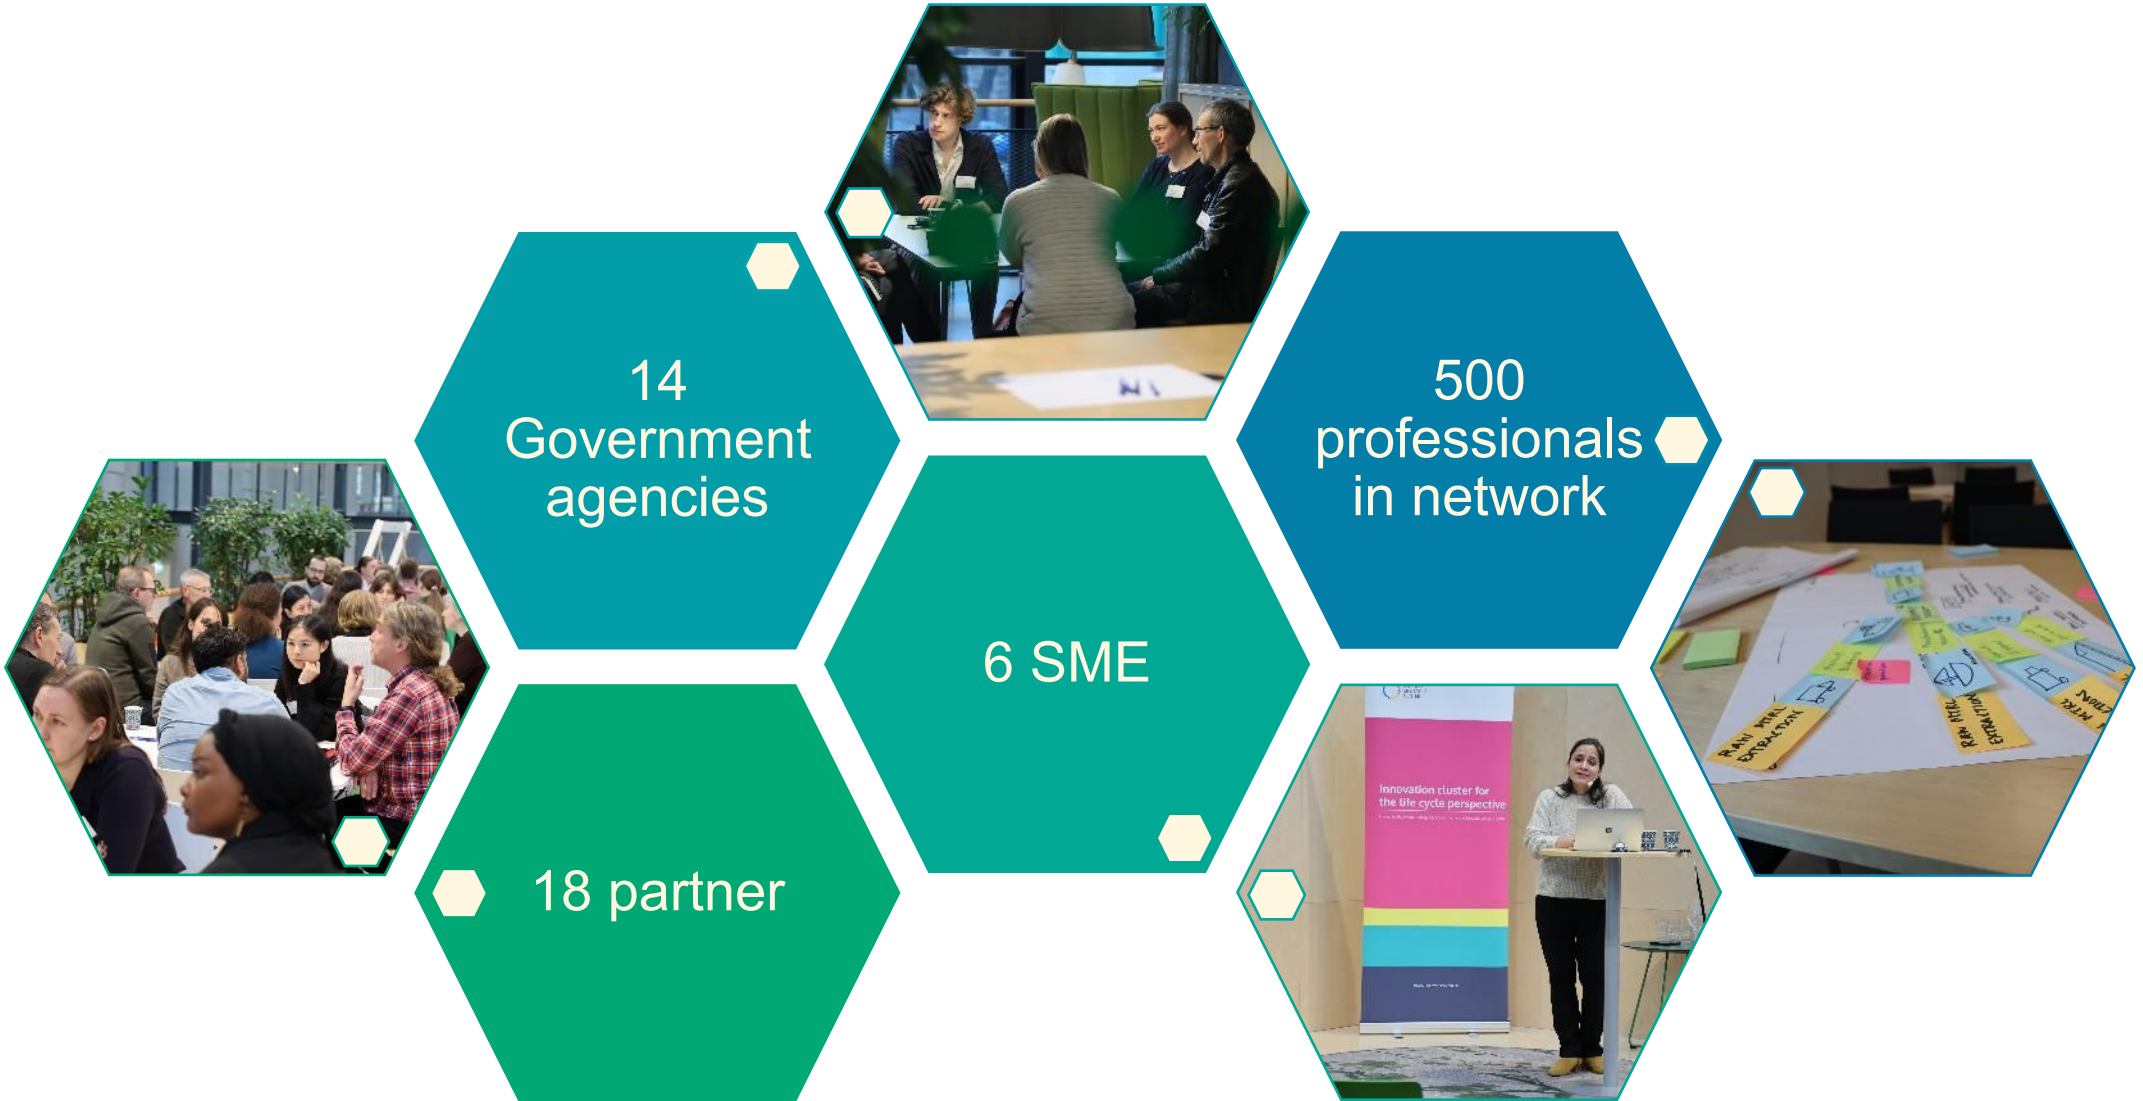 14
Government
agencies
500
professionals
in network
6 SME
18 partner
Innovation cluster for
the life cycle perspective
RAW MTRL
EXTRACTION
RAW MTRL
EXTRACTION
MTRL